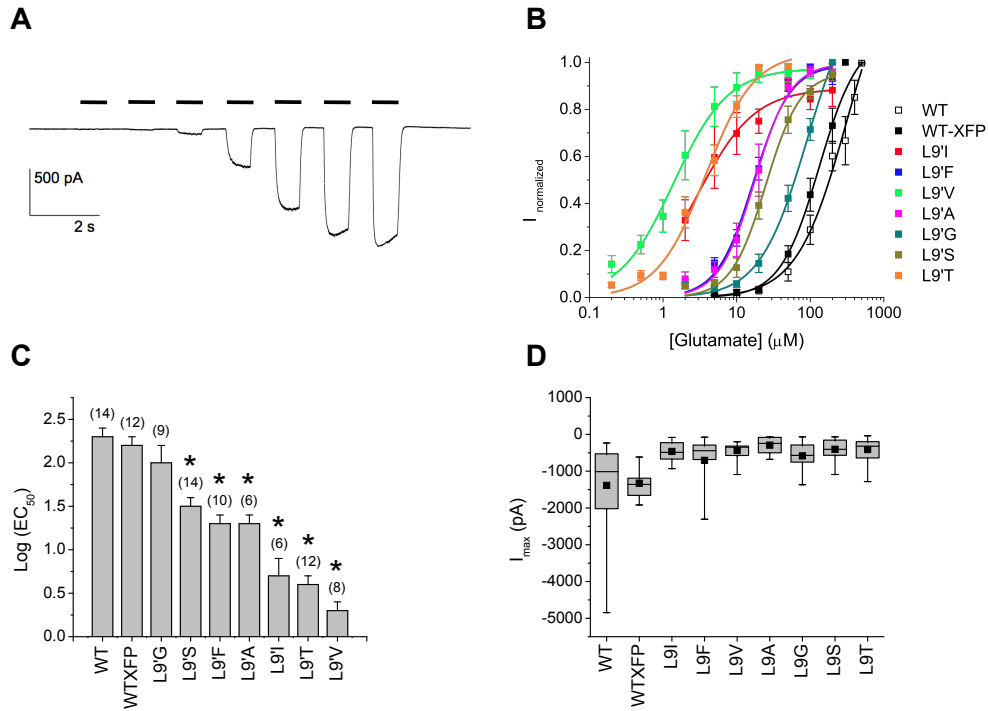 A
500 pA
2 s
B
I normalized
1.0
0.8
0.6
0.4
0.2
0.0
0.1
1
10
100
1000
[Glutamate] (μM)
WT
WT-XFP
L9'I
L9'F
L9'V
L9'A
L9'G
L9'S
L9'T
C
Log (EC50)
2.5
2.0
1.5
1.0
0.5
0.0
(14)
(12)
(9)
*
(14)
*
(10)
*
(6)
*
(6)
*
(12)
*
(8)
WT
WTXFP
L9'G
L9'S
L9'F
L9'A
L9'I
L9'T
L9'V
D
Imax (pA)
1000
0
-1000
-2000
-3000
-4000
-5000
WT
WTXFP
L9I
L9F
L9V
L9A
L9G
L9S
L9T